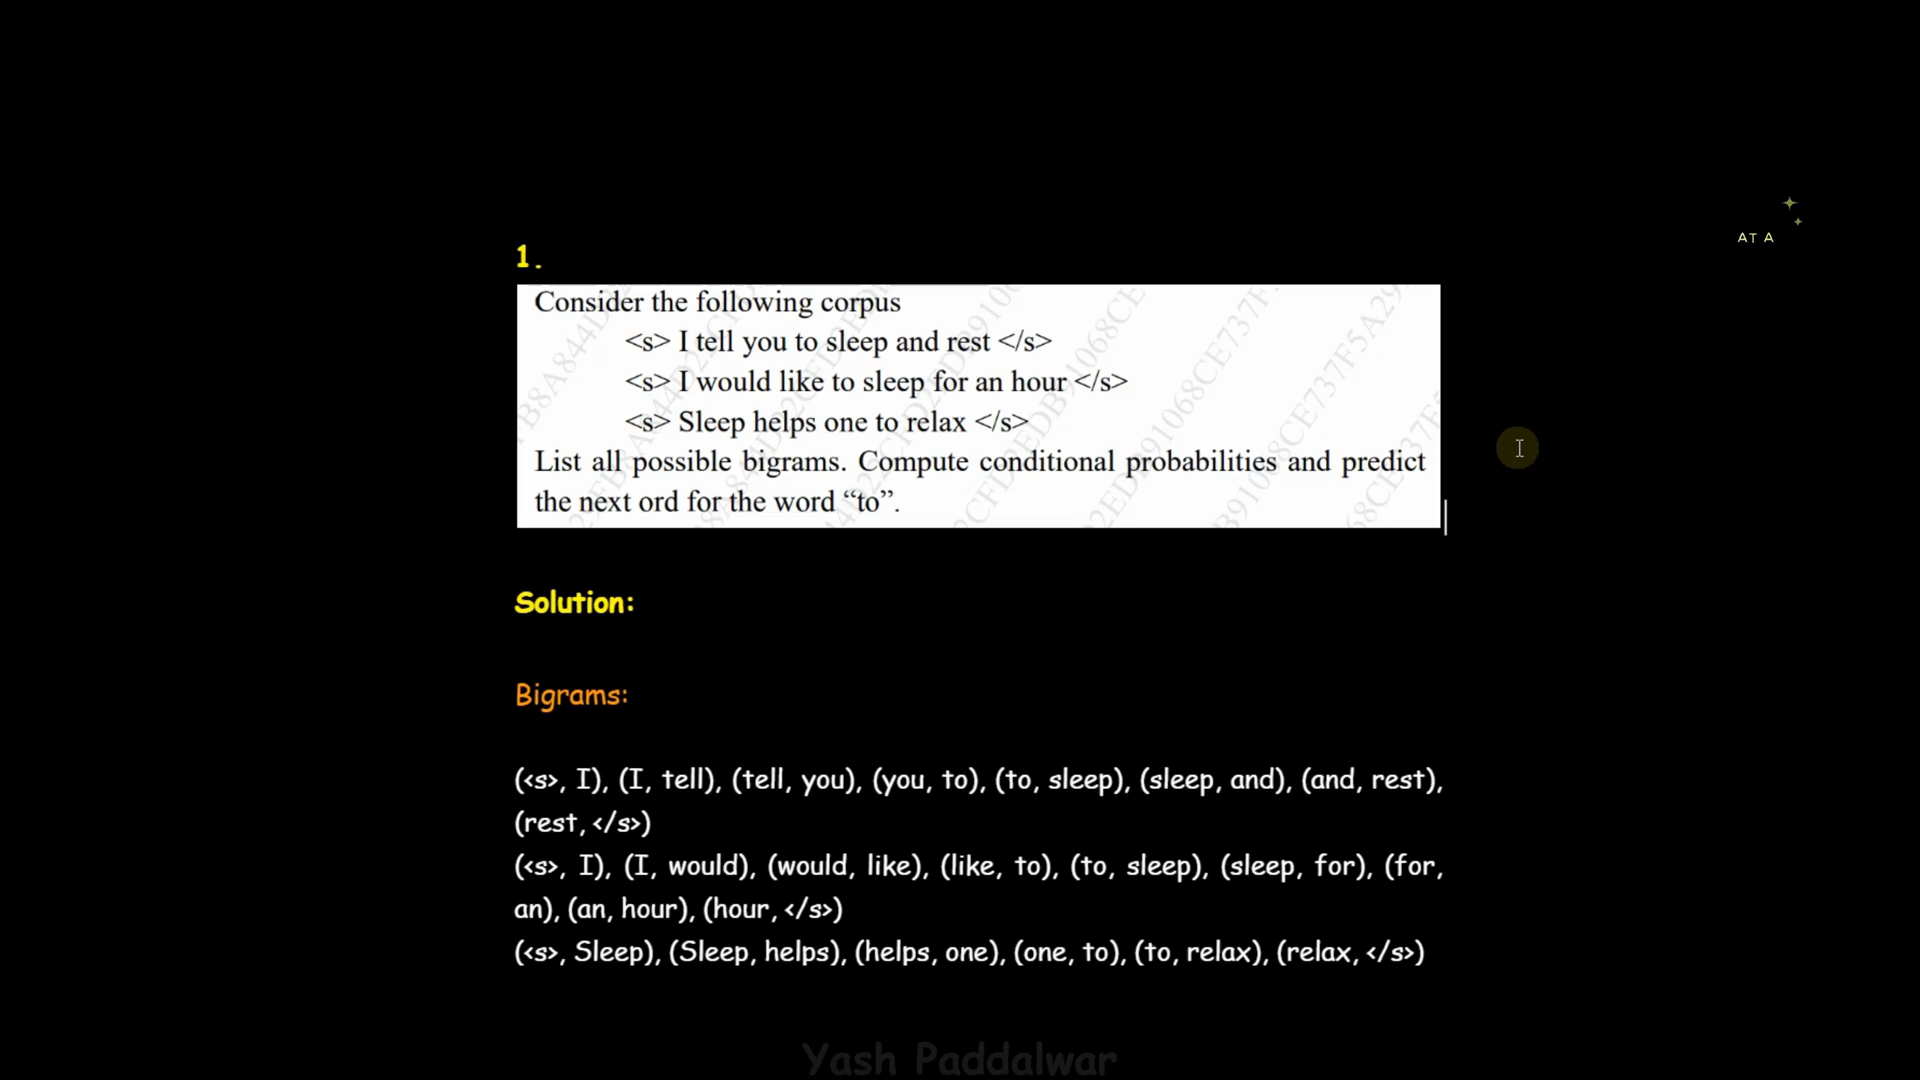 AT A
1.
Consider the following corpus
<s> I tell you to sleep and rest </s>
<s> I would like to sleep for an hour </s>
<s> Sleep helps one to relax </s>
List all possible bigrams. Compute conditional probabilities and predict
the next ord for the word “to”.
Solution:
Bigrams:
(<s>, I), (I, tell), (tell, you), (you, to), (to, sleep), (sleep, and), (and, rest),
(rest, </s>)
(<s>, I), (I, would), (would, like), (like, to), (to, sleep), (sleep, for), (for,
an), (an, hour), (hour, </s>)
(<s>, Sleep), (Sleep, helps), (helps, one), (one, to), (to, relax), (relax, </s>)
Yash Paddalwar